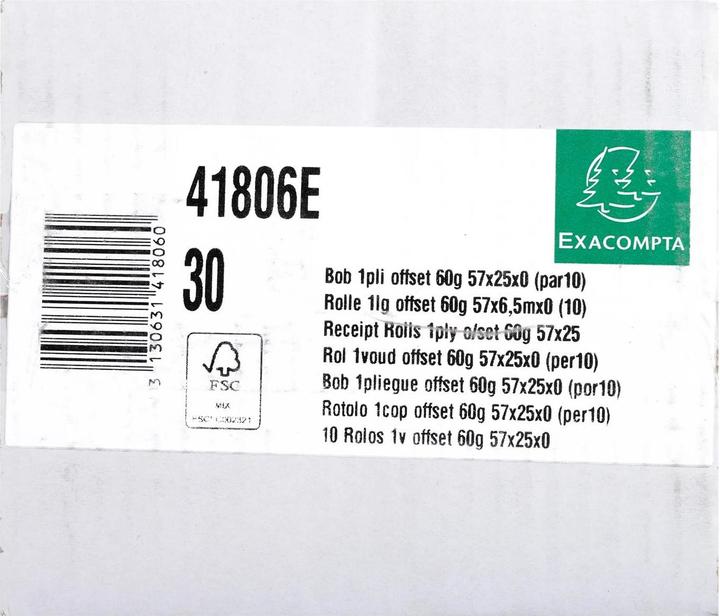 41806E
30
3 130631 418060
EXACOMPTA
Bob 1pli offset 60g 57x25x0 (par10)
Rolle 1lg offset 60g 57x6,5mx0 (10)
Receipt Rolls 1ply o/set 60g 57x25
Rol 1voud offset 60g 57x25x0 (per10)
Bob 1pliegue offset 60g 57x25x0 (por10)
Rotolo 1cop offset 60g 57x25x0 (per10)
10 Rolos 1v offset 60g 57x25x0
FSC
MIX
FSC® C002321